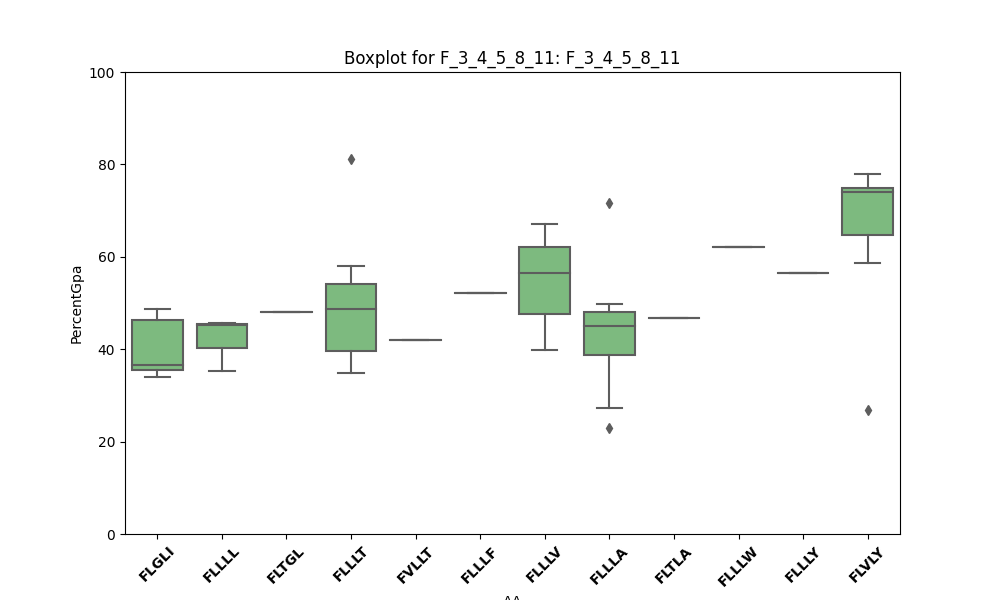 Boxplot for F_3_4_5_8_11: F_3_4_5_8_11
100
80
60
40
20
0
PercentGpa
FLGLI
FLLLL
FLTGL
FLLLT
FVLLT
FLLLF
FLLLV
FLLLA
FLTLA
FLLLW
FLLLY
FLVLY
AA